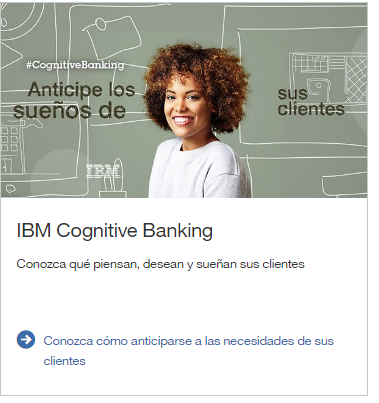 #CognitiveBanking
Anticipe los sueños de sus clientes
IBM
IBM Cognitive Banking
Conozca qué piensan, desean y sueñan sus clientes
Conozca cómo anticiparse a las necesidades de sus
clientes